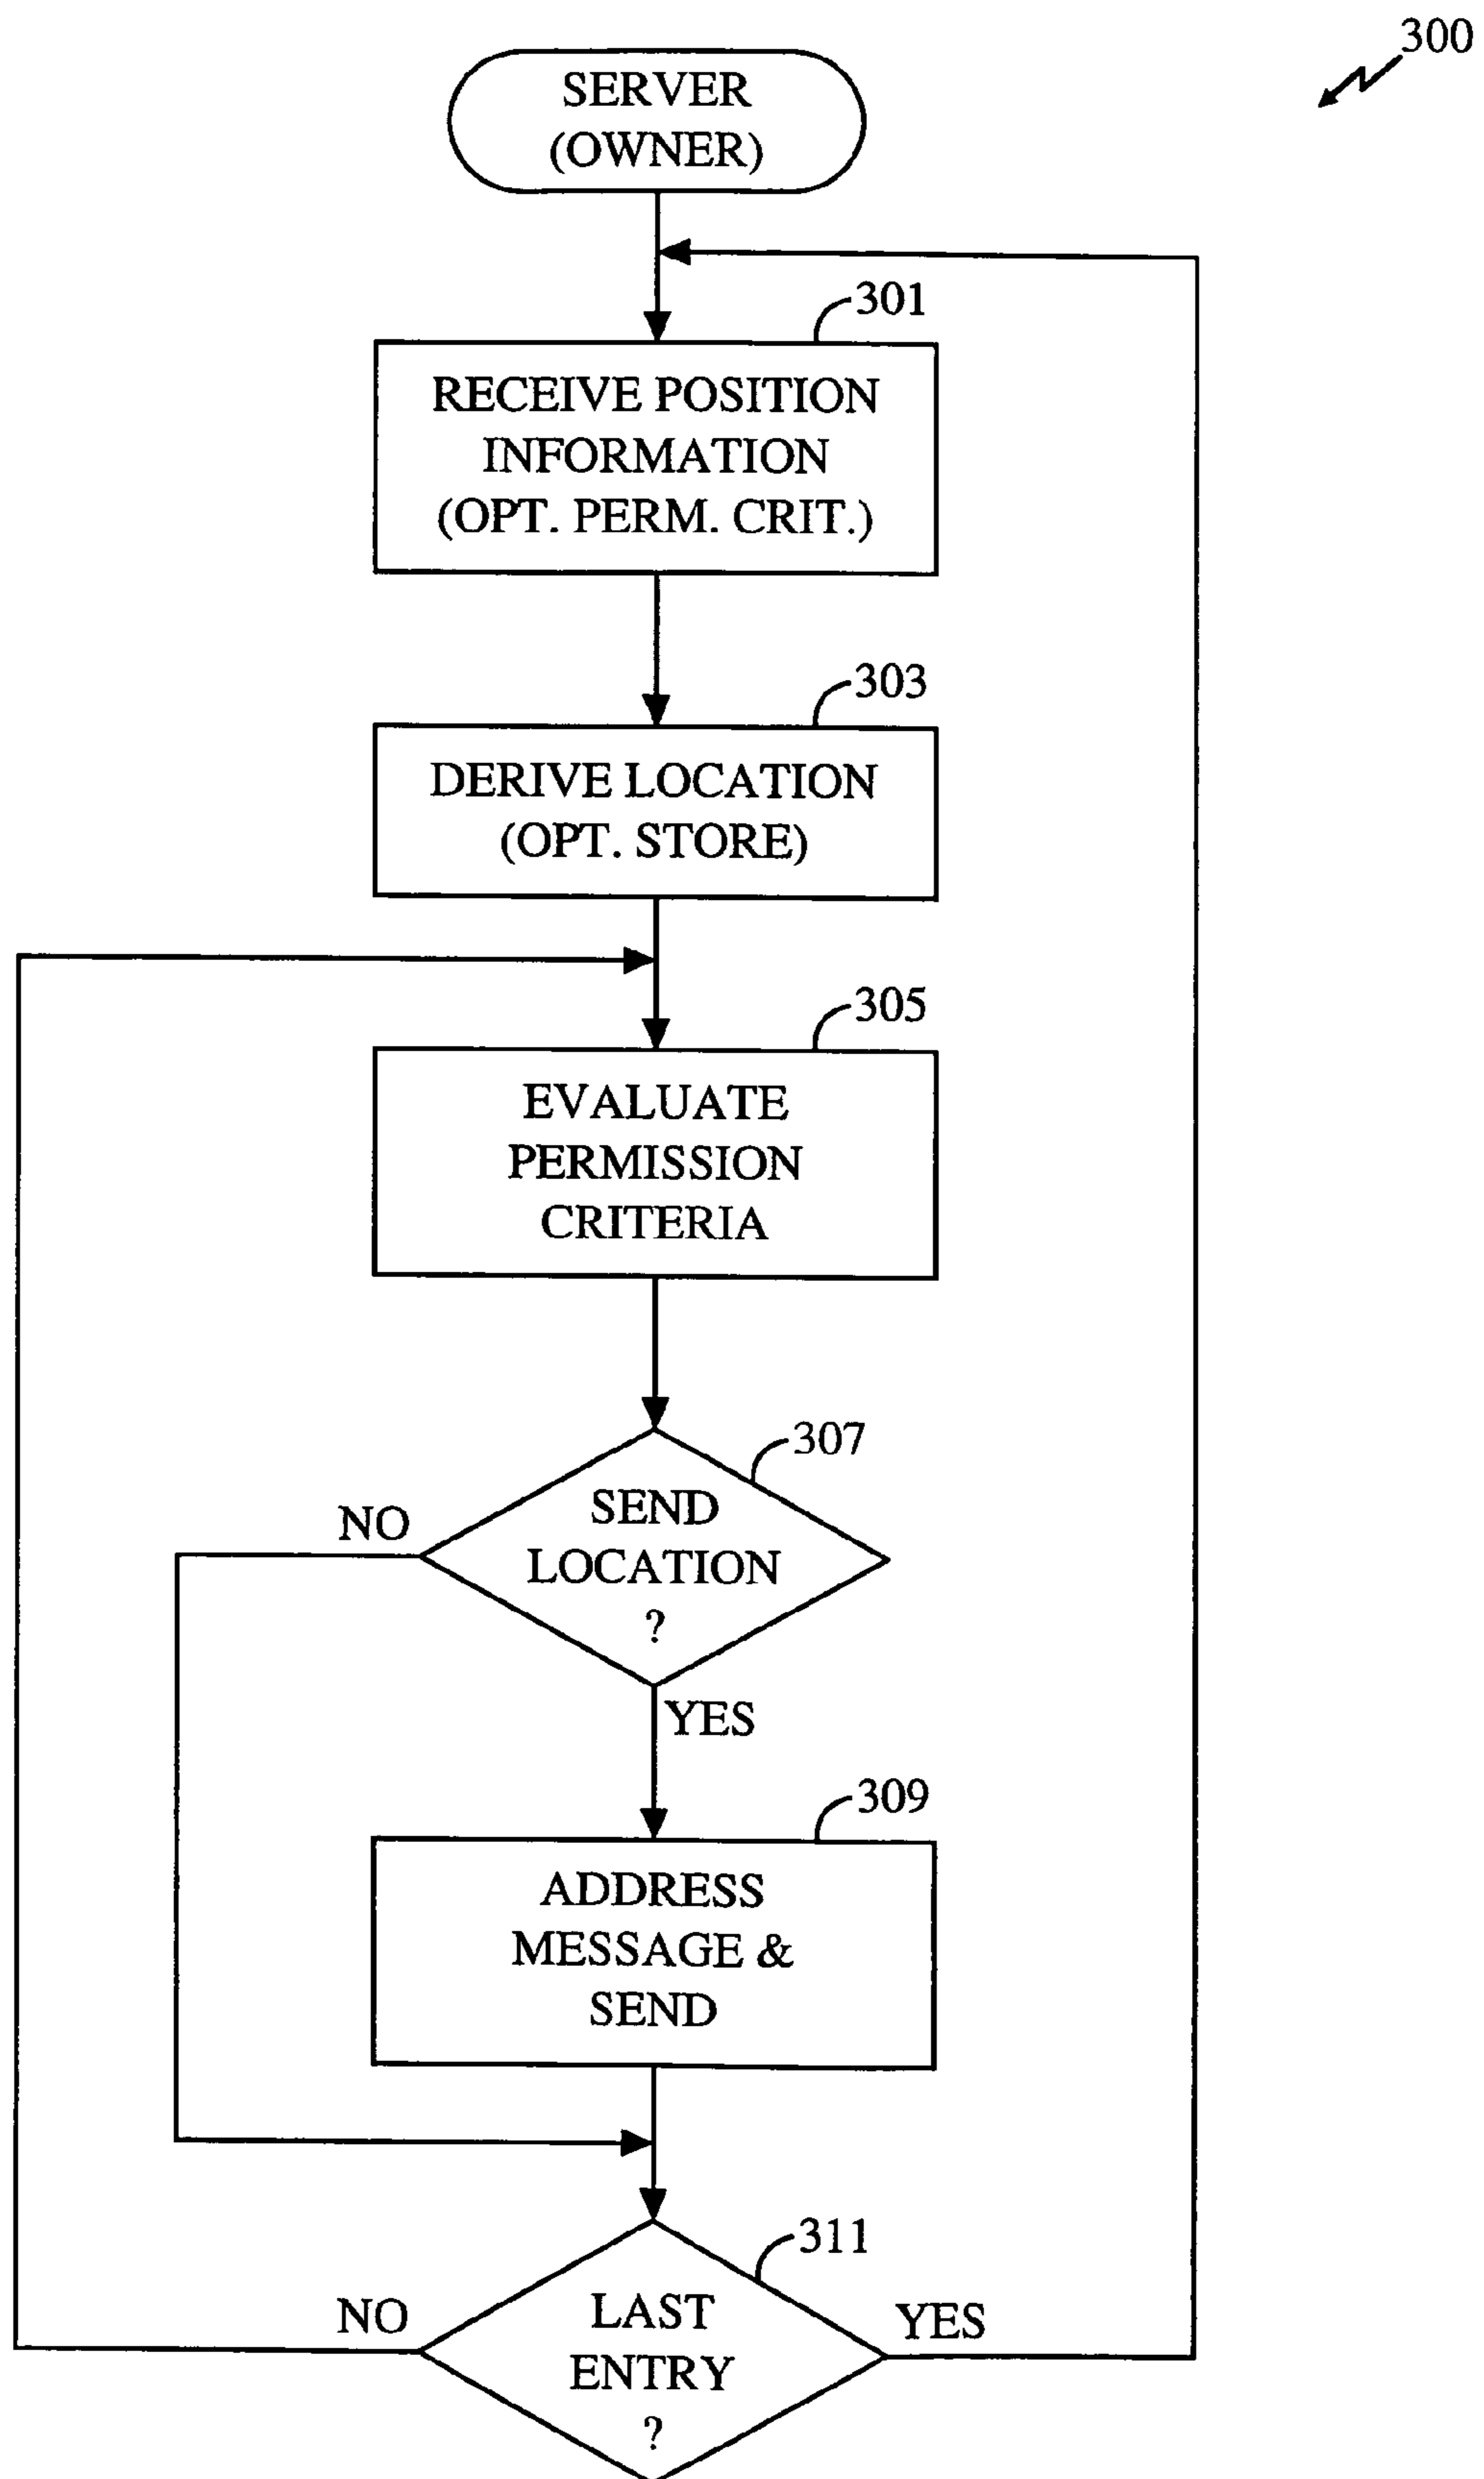 300
SERVER
(OWNER)
301
RECEIVE POSITION
INFORMATION
(OPT. PERM. CRIT.)
303
DERIVE LOCATION
(OPT. STORE)
305
EVALUATE
PERMISSION
CRITERIA
307
SEND
LOCATION
?
NO
YES
309
ADDRESS
MESSAGE &
SEND
311
LAST
ENTRY
?
NO
YES